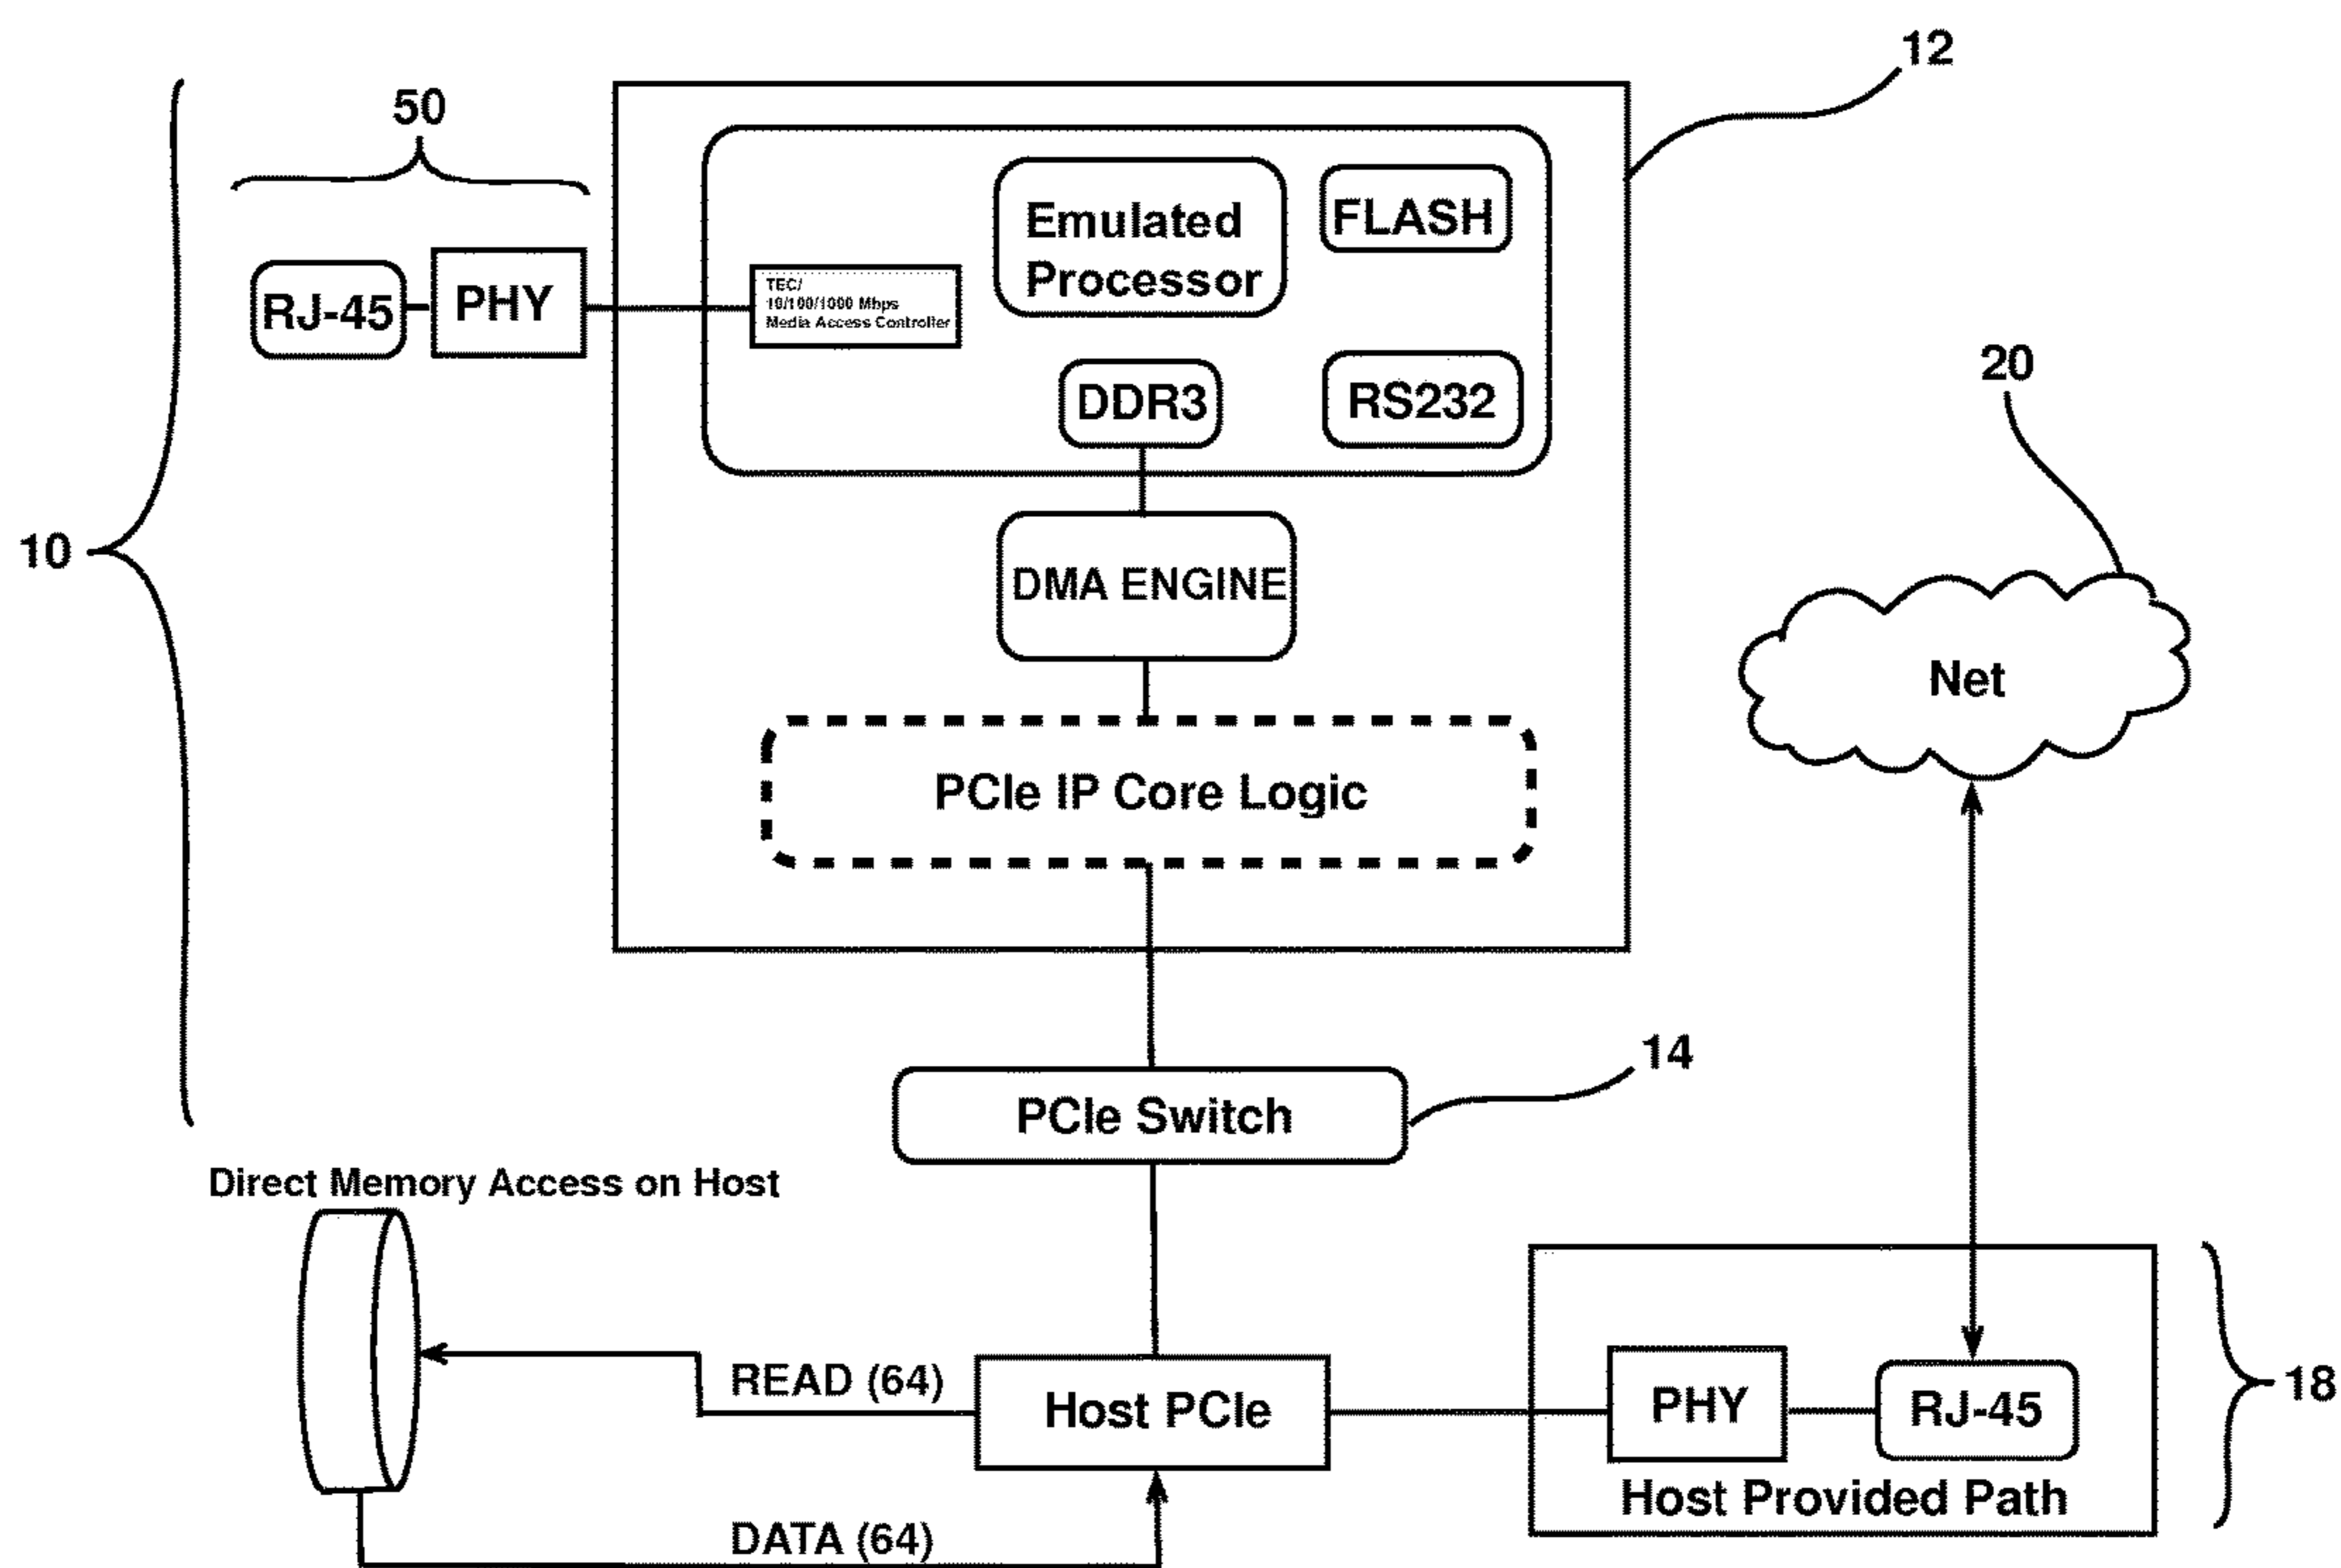 12
50
Emulated
Processor
FLASH
RJ-45
PHY
TEC/
10/100/1000 Mbps
Media Access Controller
DDR3
RS232
20
10
DMA ENGINE
Net
PCIe IP Core Logic
14
PCIe Switch
Direct Memory Access on Host
READ (64)
Host PCIe
PHY
RJ-45
18
Host Provided Path
DATA (64)